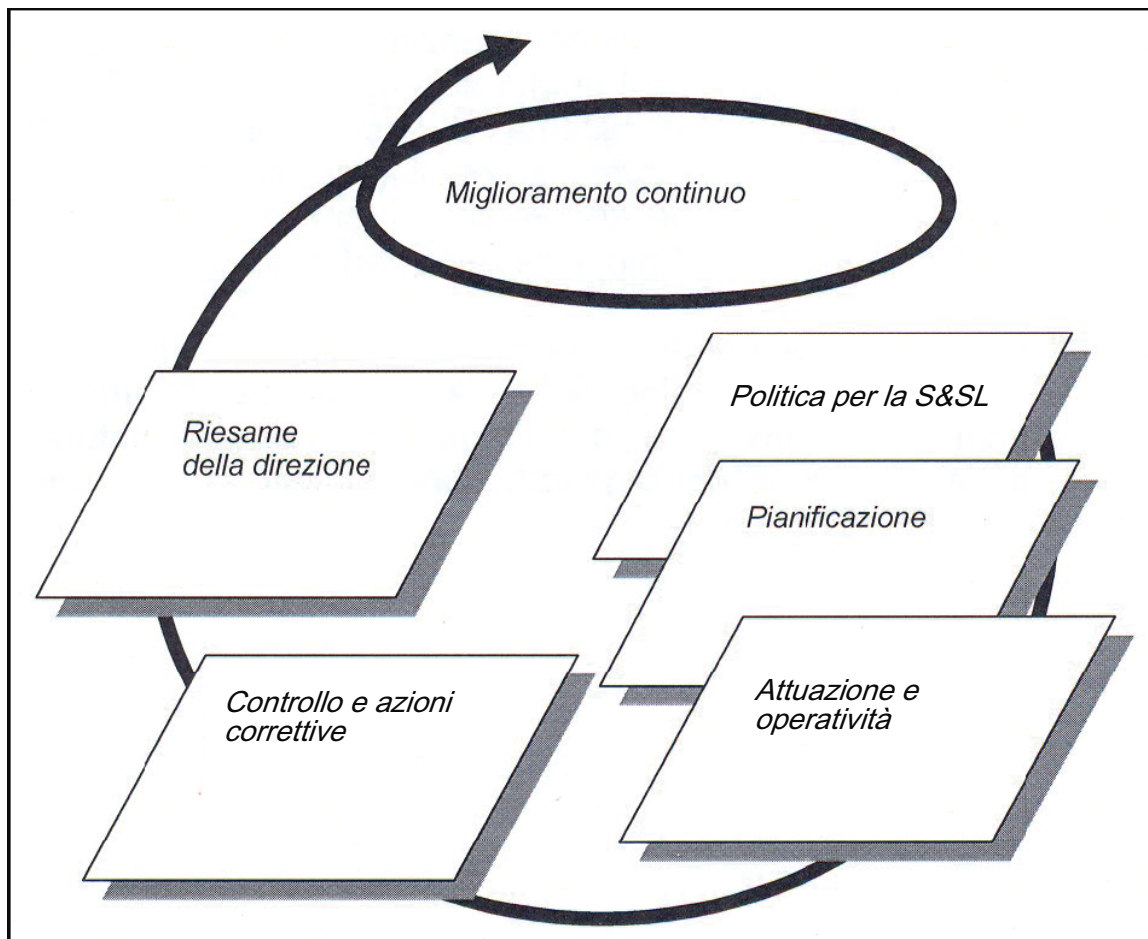 Miglioramento continuo
Politica per la S&SL
Pianificazione
Attuazione e
operatività
Controllo e azioni
correttive
Riesame
della direzione